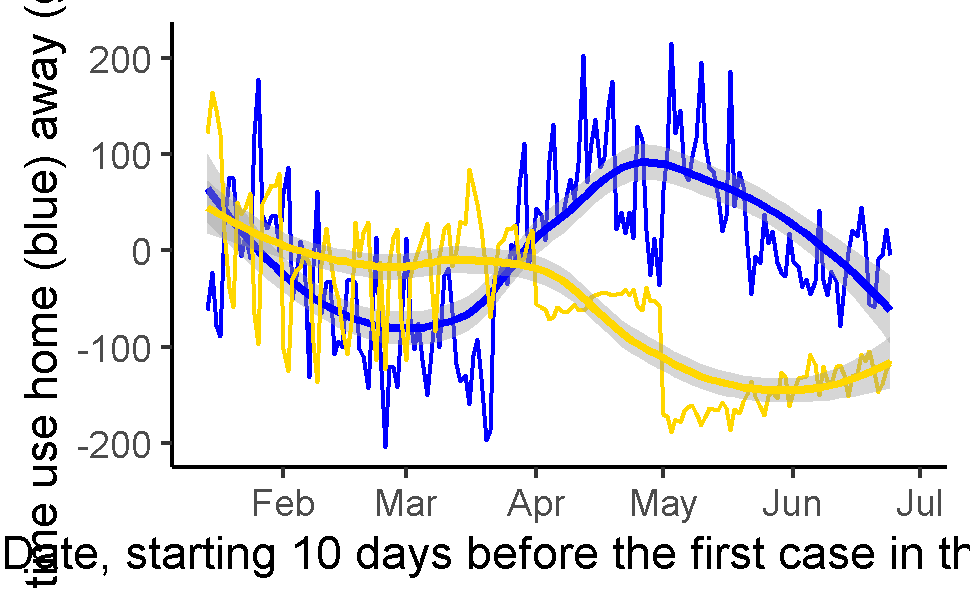 time use home (blue) away (
200
100
0
-100
-200
Feb Mar Apr May Jun Jul
Date, starting 10 days before the first case in th